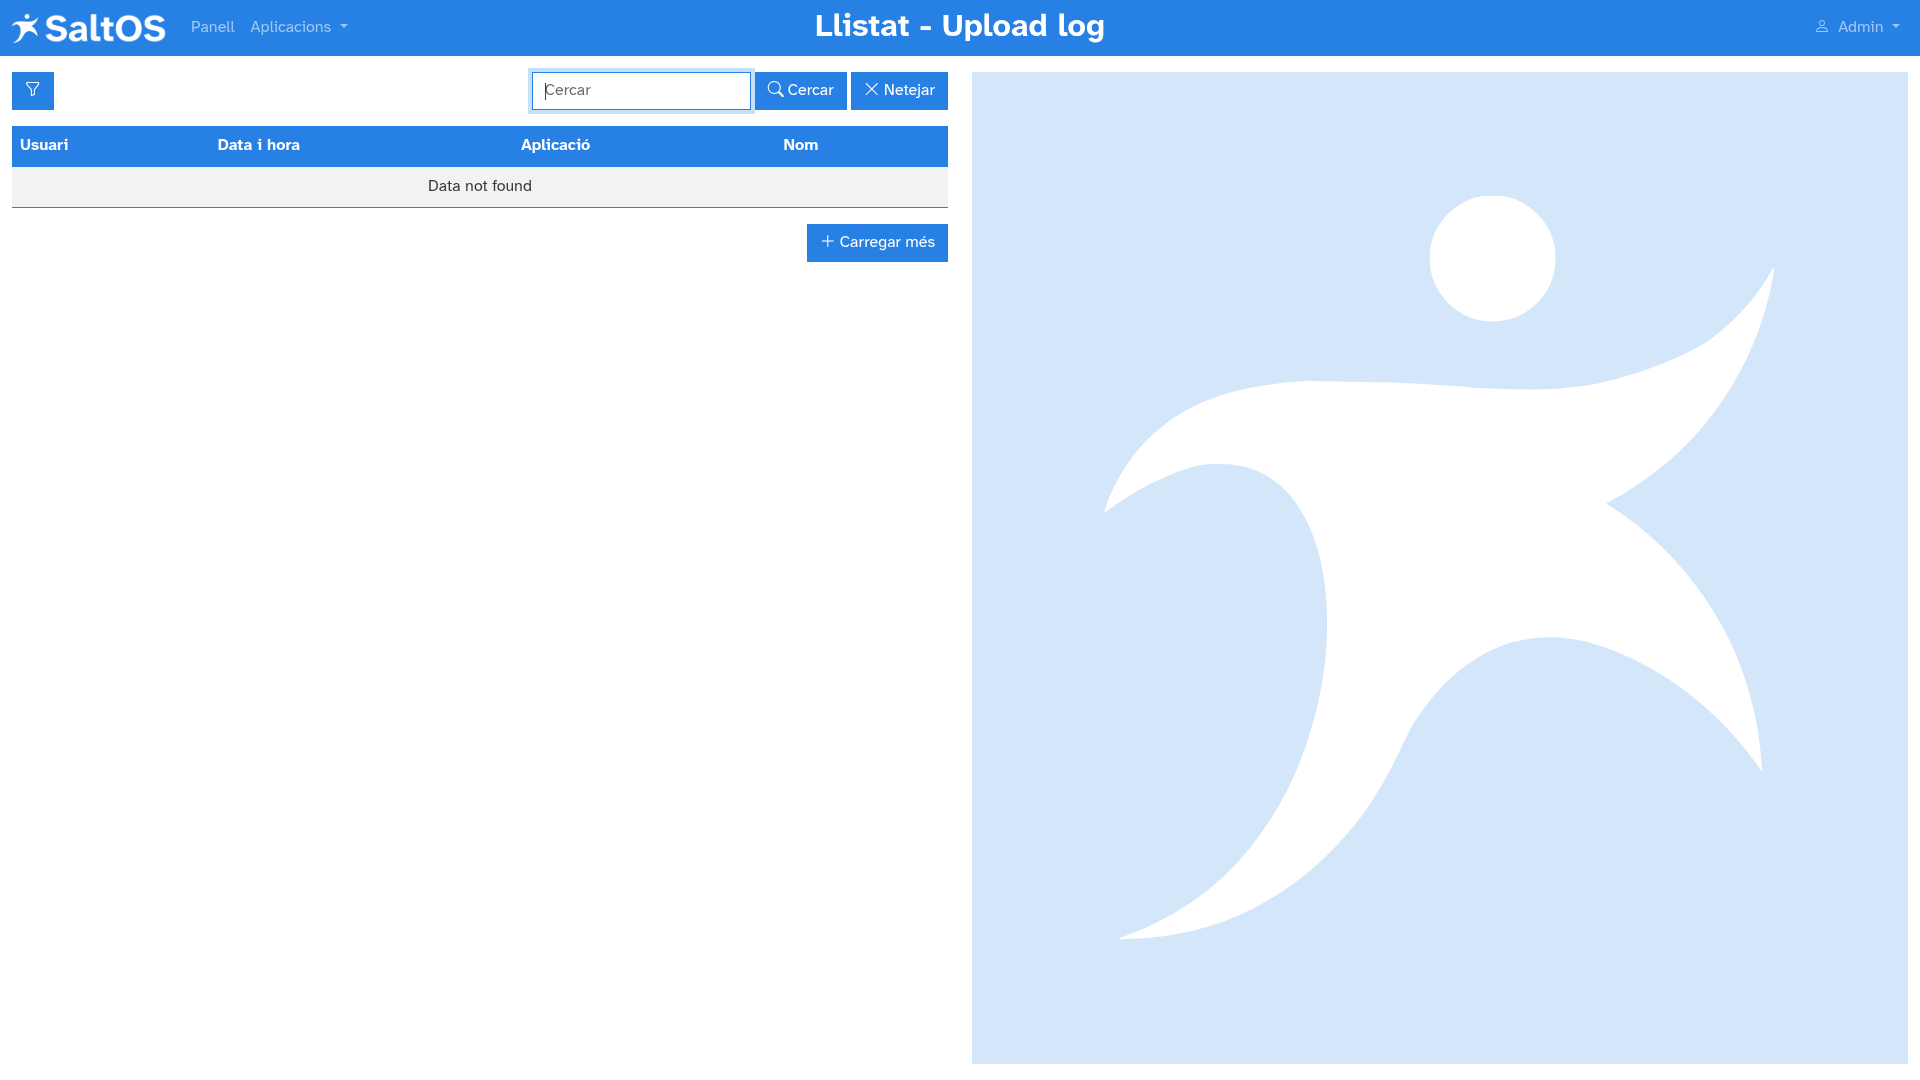 SaltOS Panell Aplicacions Llistat - Upload log Admin
Cercar Cercar Netejar
Usuari Data i hora Aplicació Nom
Data not found
Carregar més